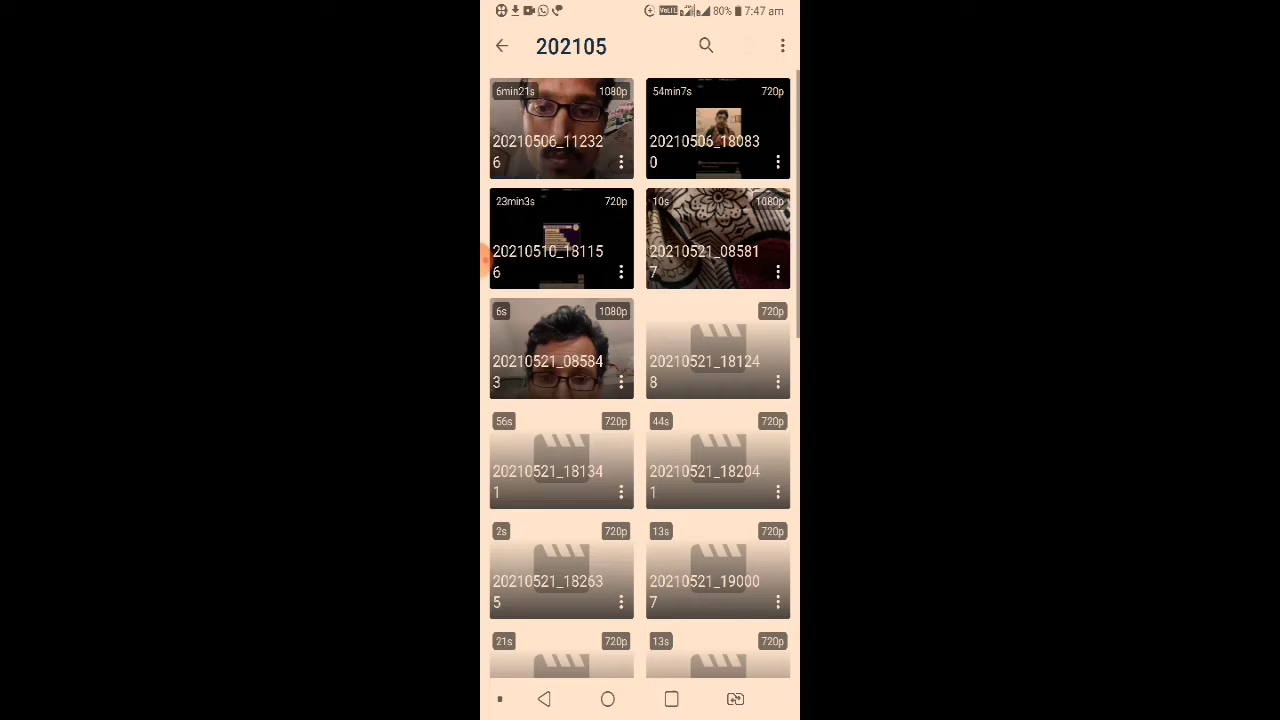 80% 7:47 am
202105
6min21s 1080p
20210506_11232
6
54min7s 720p
20210506_18083
0
23min3s 720p
20210510_18115
6
10s 1080p
20210521_08581
7
6s 1080p
20210521_08584
3
720p
20210521_18124
8
56s 720p
20210521_18134
1
44s 720p
20210521_18204
1
2s 720p
20210521_18263
5
13s 720p
20210521_19000
7
21s 720p
13s 720p